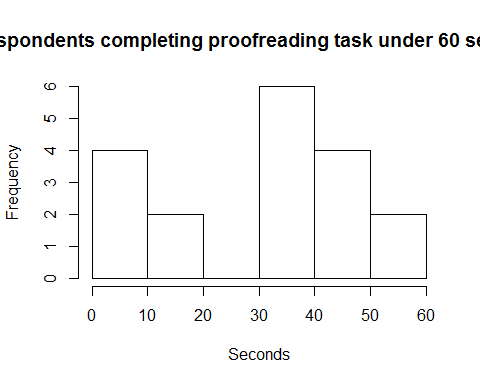 spondents completing proofreading task under 60 se
Frequency
0 1 2 3 4 5 6
0 10 20 30 40 50 60
Seconds